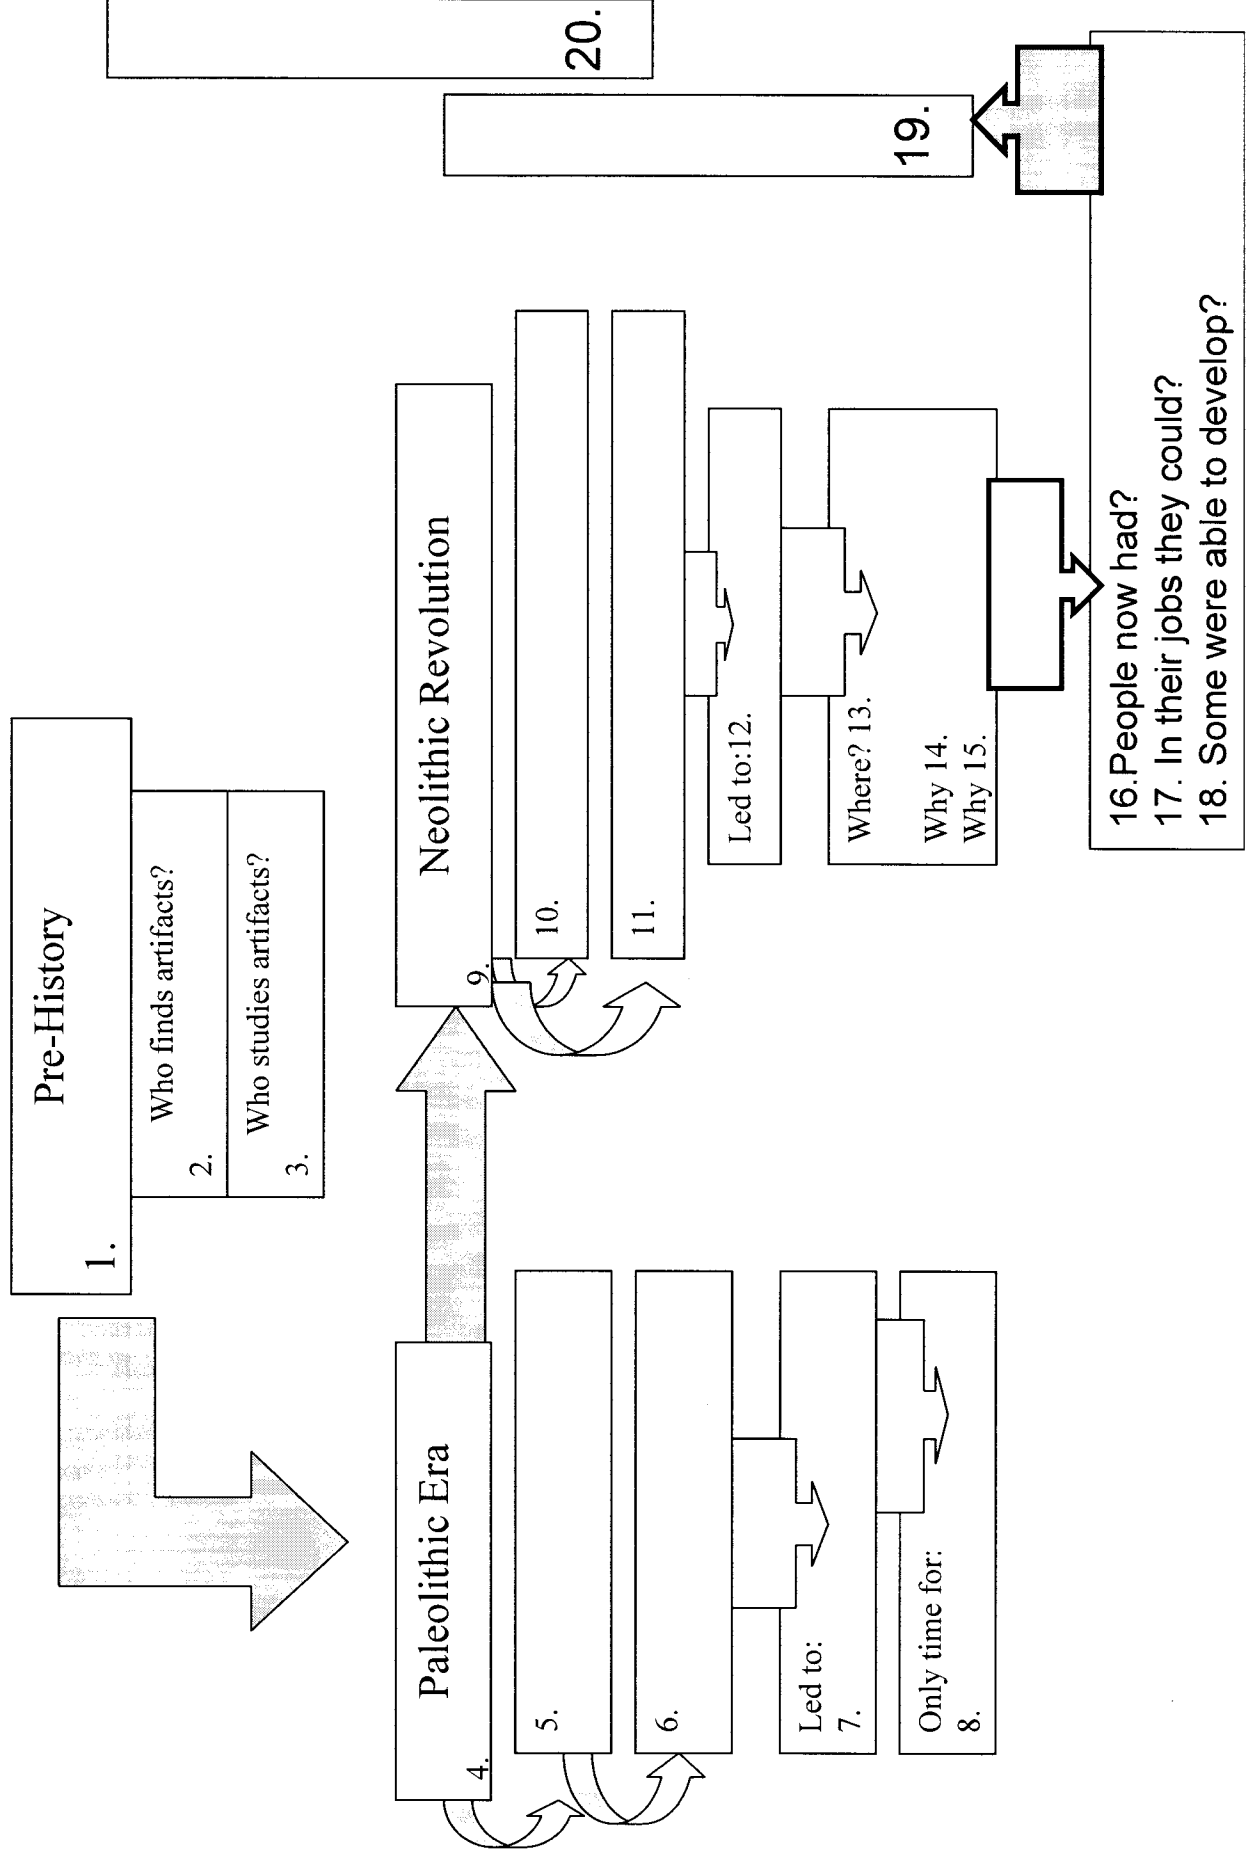 Pre-History
1.
Who finds artifacts?
2.
Who studies artifacts?
3.
Paleolithic Era
4.
5.
6.
Led to:
7.
Only time for:
8.
Neolithic Revolution
9.
10.
11.
Led to:12.
Where? 13.
Why 14.
Why 15.
16.People now had?
17. In their jobs they could?
18. Some were able to develop?
19.
20.